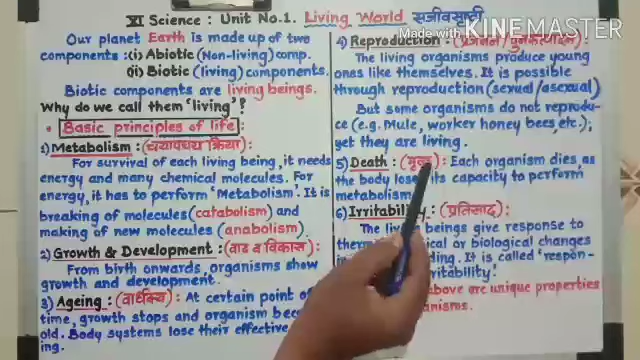 XI Science : Unit No.1. Living World सजीवसृष्टी
Our planet Earth is made up of two
components : (i) Abiotic (Non-living) comp.
(ii) Biotic (living) components.
Biotic components are living beings.
Why do we call them 'living'?
Basic principles of life
1) Metabolism : (चयापचय क्रिया) :
For survival of each living being, it needs
energy and many chemical molecules. For
energy, it has to perform 'Metabolism'. It is
breaking of molecules (catabolism) and
making of new molecules (anabolism).
2) Growth & Development : (वाढ व विकास) :
From birth onwards, organisms show
growth and development.
3) Ageing : (वार्धक्य) : At certain point of
time, growth stops and organism
old. Body systems lose their effective
ing.
Made with
KINEMASTER
4) Reproduction : (प्रजनन
The living organisms produce young
ones like themselves. It is possible
through reproduction (sexual/asexual)
But some organisms do not reprodu-
ce (e.g. Mule, worker honey bees, etc.); 
yet they are living.
5) Death : (मृत्यू) : Each organism dies, as
the body loses its capacity to perform
metabolism
6) Irritability : (प्रतिसाद) :
The living beings give response to
or biological changes
It is called 'respon-
irritability!
above are unique properties